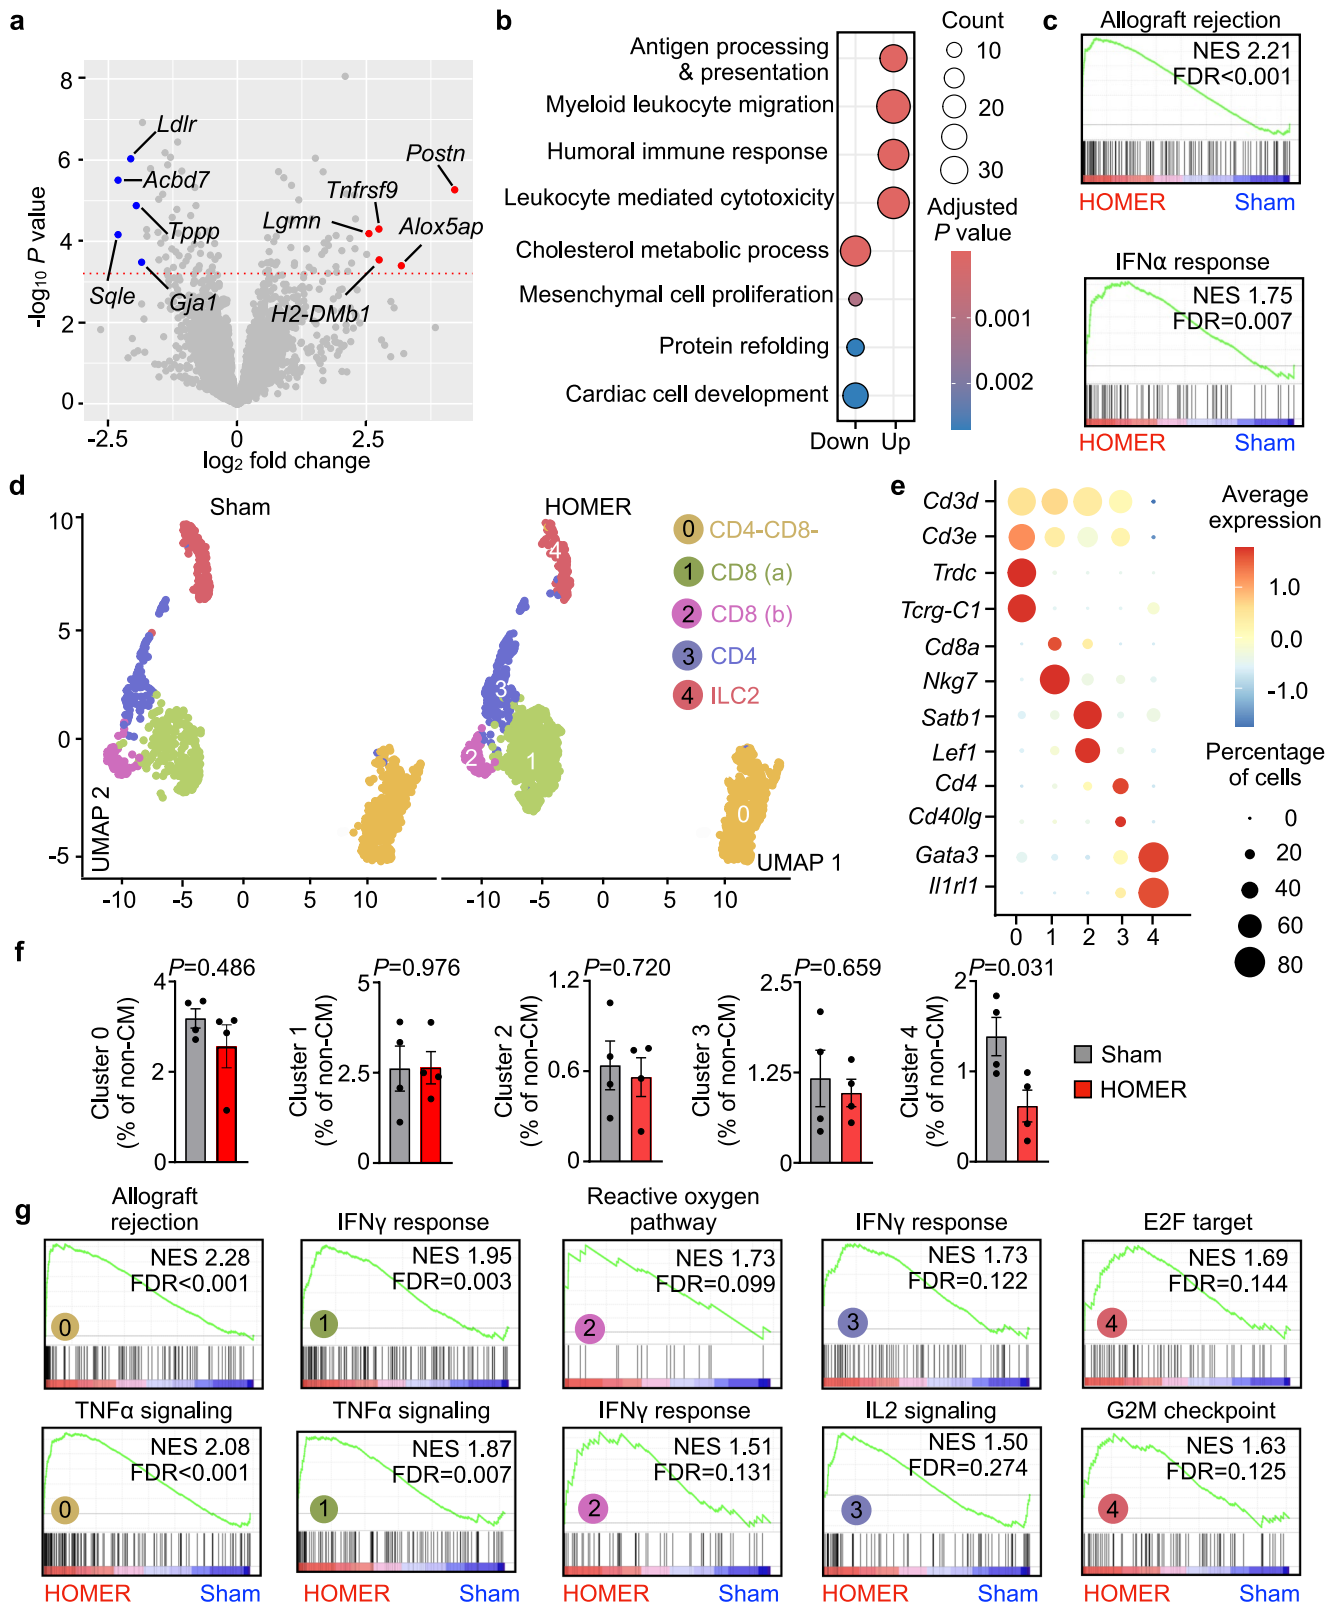 a
8
6
4
2
0
-log10 P value
Ldlr
Acbd7
Tppp
Sqle
Gja1
Postn
Tnfrsf9
Lgmn
Alox5ap
H2-DMb1
-2.5
0
2.5
log2 fold change
b
Antigen processing
& presentation
Myeloid leukocyte migration
Humoral immune response
Leukocyte mediated cytotoxicity
Cholesterol metabolic process
Mesenchymal cell proliferation
Protein refolding
Cardiac cell development
Down Up
Count
10
20
30
Adjusted
P value
0.001
0.002
c
Allograft rejection
NES 2.21
FDR<0.001
HOMER Sham
IFNα response
NES 1.75
FDR=0.007
HOMER Sham
d
Sham
HOMER
10
5
0
-5
UMAP 2
UMAP 1
-10 -5 0 5 10
-10 -5 0 5 10
4
3
2
1
0
0 CD4-CD8-
1 CD8 (a)
2 CD8 (b)
3 CD4
4 ILC2
e
Cd3d
Cd3e
Trdc
Tcrg-C1
Cd8a
Nkg7
Satb1
Lef1
Cd4
Cd40lg
Gata3
Il1rl1
0 1 2 3 4
Average
expression
1.0
0.0
-1.0
Percentage
of cells
0
20
40
60
80
f
P=0.486
Cluster 0
(% of non-CM)
4
2
0
P=0.976
Cluster 1
(% of non-CM)
5
2.5
0
P=0.720
Cluster 2
(% of non-CM)
1.2
0.6
0
P=0.659
Cluster 3
(% of non-CM)
2.5
1.25
0
P=0.031
Cluster 4
(% of non-CM)
2
1
0
Sham
HOMER
g
Allograft
rejection
NES 2.28
FDR<0.001
0
IFNγ response
NES 1.95
FDR=0.003
1
Reactive oxygen
pathway
NES 1.73
FDR=0.099
2
IFNγ response
NES 1.73
FDR=0.122
3
E2F target
NES 1.69
FDR=0.144
4
TNFα signaling
NES 2.08
FDR<0.001
0
HOMER Sham
TNFα signaling
NES 1.87
FDR=0.007
1
HOMER Sham
IFNγ response
NES 1.51
FDR=0.131
2
HOMER Sham
IL2 signaling
NES 1.50
FDR=0.274
3
HOMER Sham
G2M checkpoint
NES 1.63
FDR=0.125
4
HOMER Sham